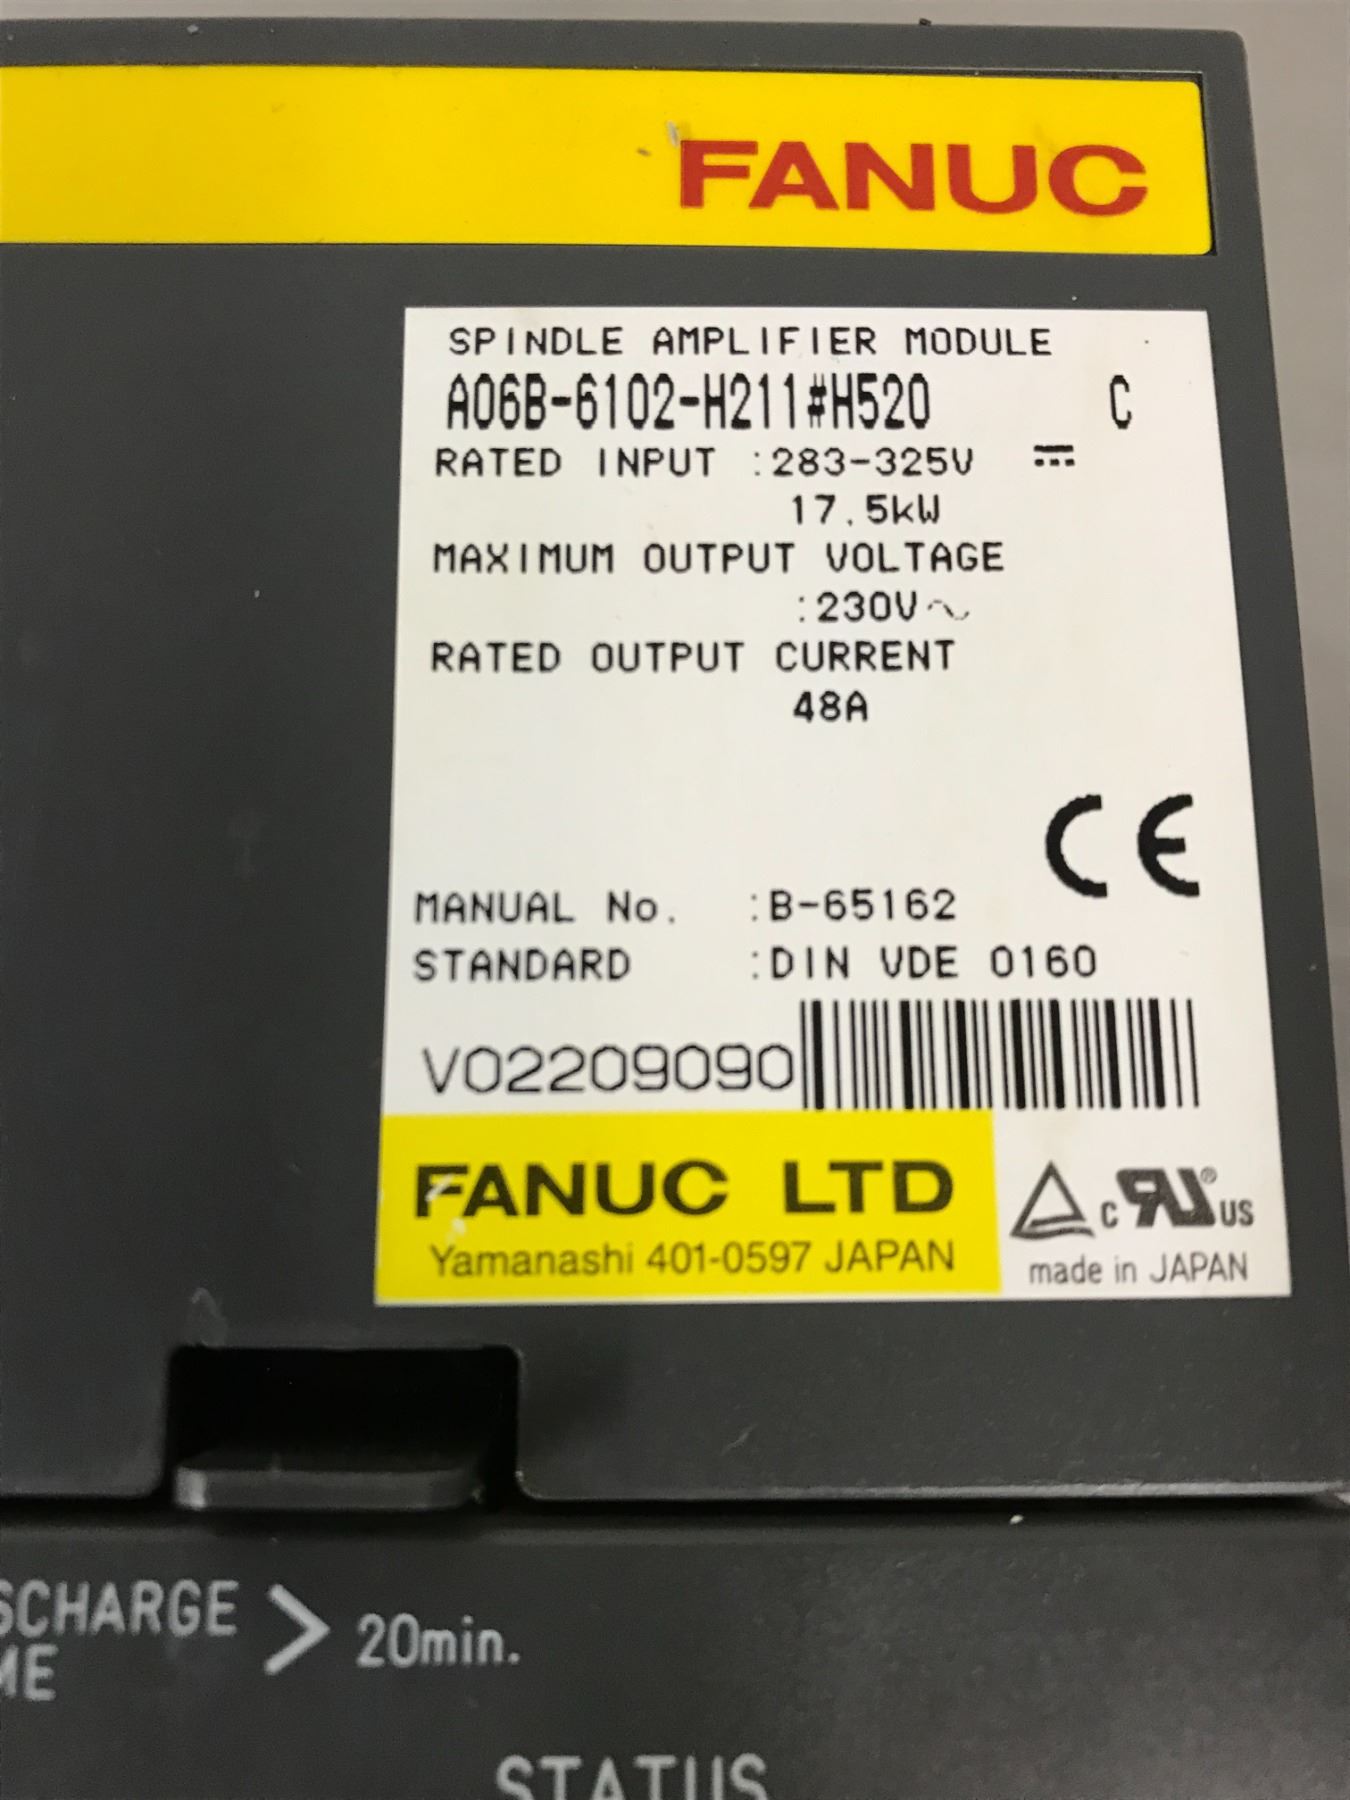 FANUC
SPINDLE AMPLIFIER MODULE
A06B-6102-H211#H520 C
RATED INPUT :283-325V ⎓
17.5kW
MAXIMUM OUTPUT VOLTAGE
:230V∿
RATED OUTPUT CURRENT
48A
CE
MANUAL No. :B-65162
STANDARD :DIN VDE 0160
V02209090
FANUC LTD
Yamanashi 401-0597 JAPAN
c RU® US
made in JAPAN
SCHARGE > 20min.
ME
STATUS